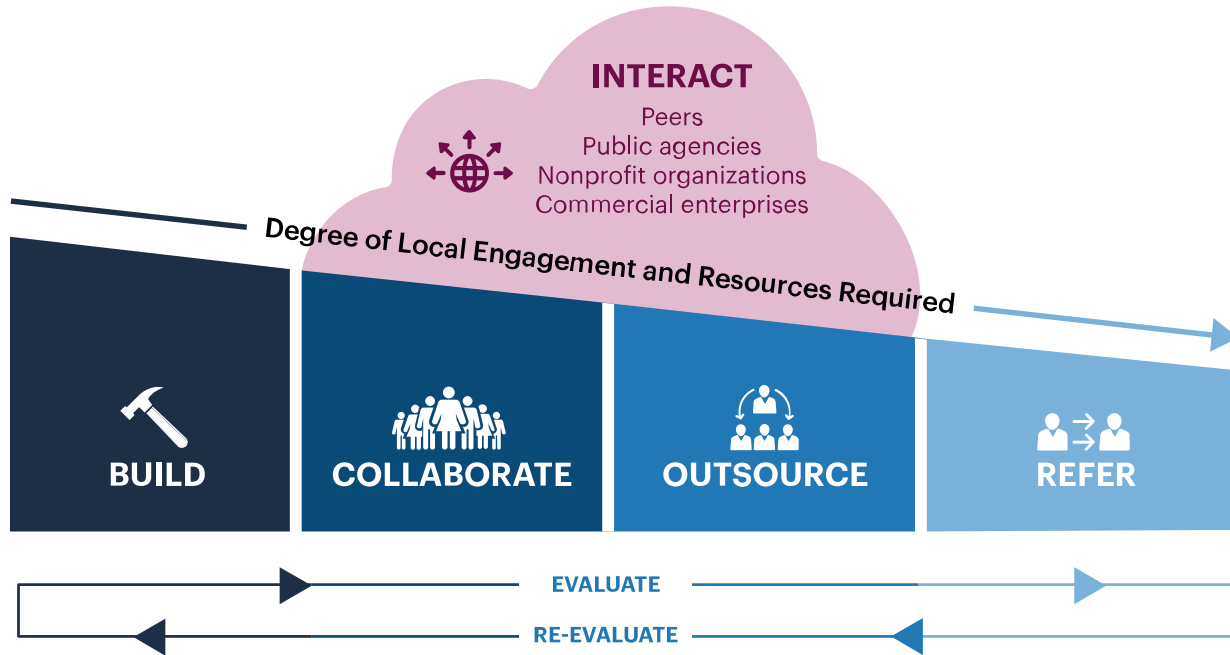 INTERACT
Peers
Public agencies
Nonprofit organizations
Commercial enterprises
Degree of Local Engagement and Resources Required
BUILD
COLLABORATE
OUTSOURCE
REFER
EVALUATE
RE-EVALUATE